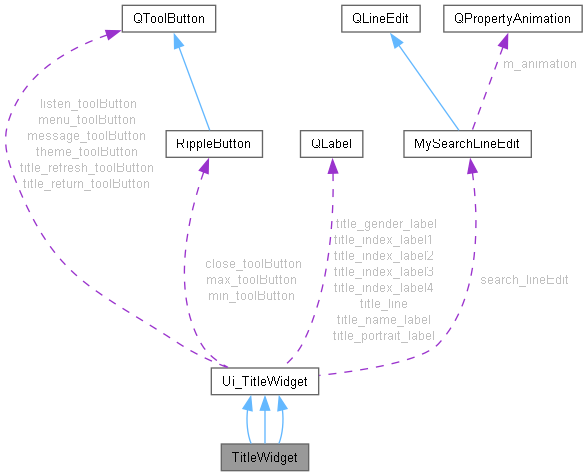 QToolButton
QLineEdit
QPropertyAnimation
m_animation
listen_toolButton
menu_toolButton
message_toolButton
theme_toolButton
title_refresh_toolButton
title_return_toolButton
RippleButton
QLabel
MySearchLineEdit
close_toolButton
max_toolButton
min_toolButton
title_gender_label
title_index_label1
title_index_label2
title_index_label3
title_index_label4
title_line
title_name_label
title_portrait_label
search_lineEdit
Ui_TitleWidget
TitleWidget